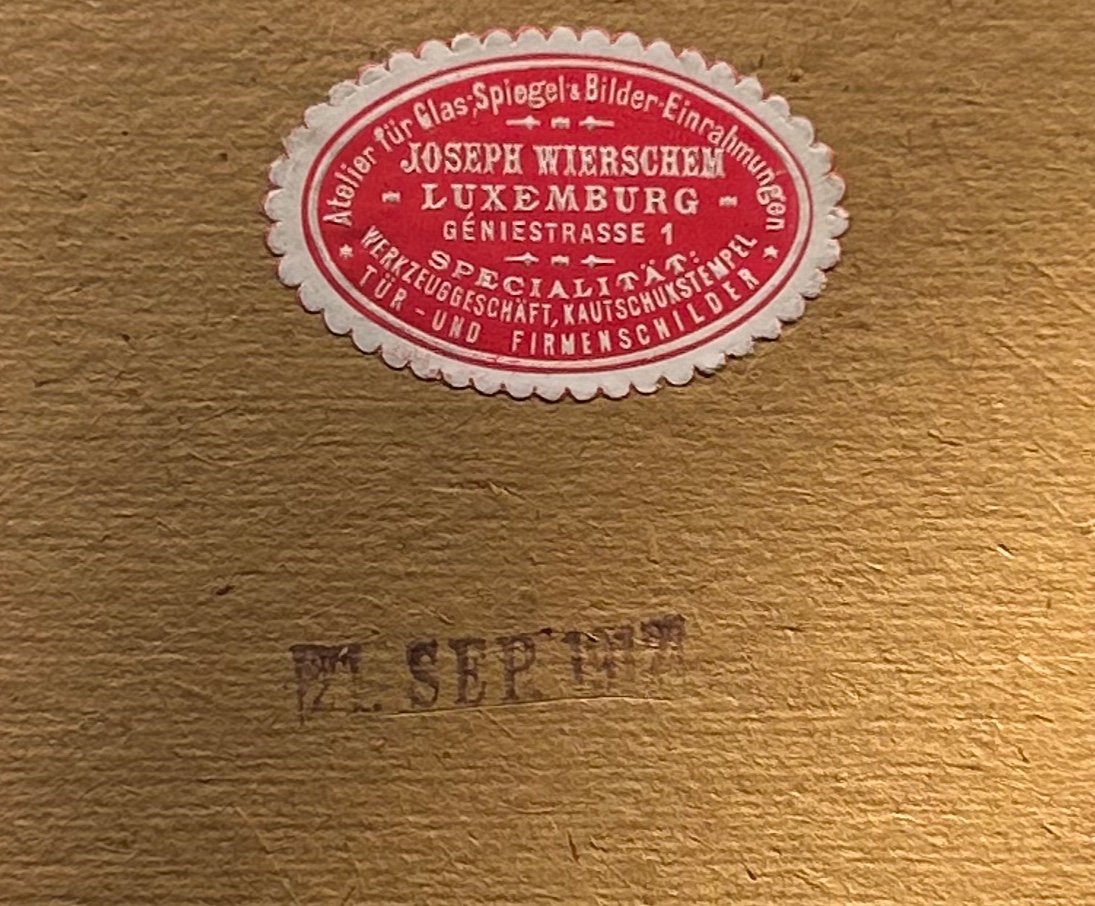 Atelier für Glas-, Spiegel & Bilder-Einrahmungen
JOSEPH WIERSCHEM
- LUXEMBURG -
GÉNIESTRASSE 1
SPECIALITÄT:
WERKZEUGGESCHÄFT, KAUTSCHUKSTEMPEL
TÜR - UND FIRMENSCHILDER
SEP.